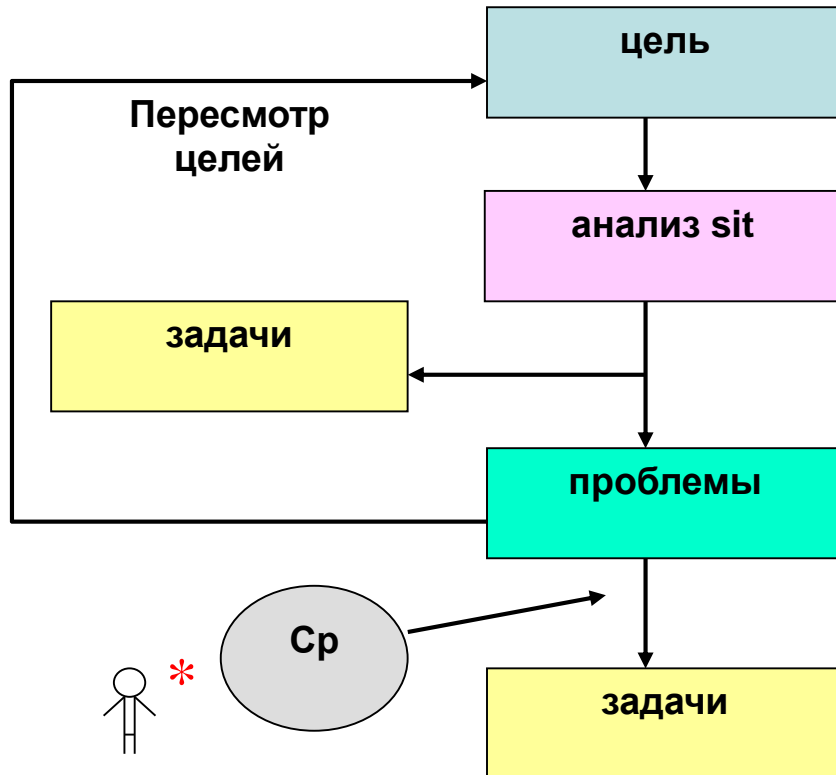 цель
Пересмотр
целей
анализ sit
задачи
проблемы
Ср
*
задачи